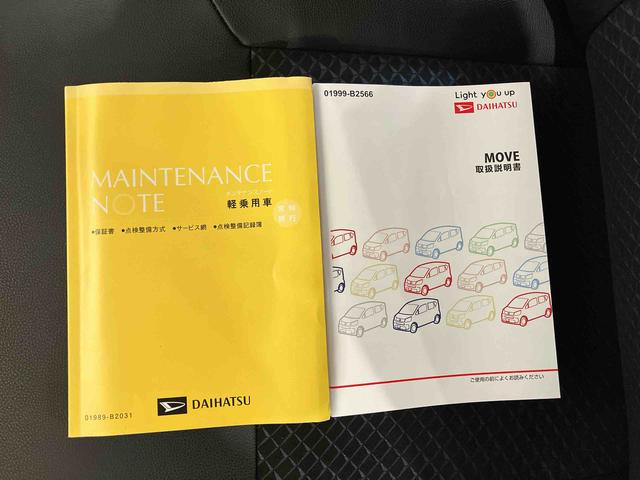 MAINTENANCE
NOTE
メンテナンスノート
軽乗用車
•保証書 •点検整備方式 •サービス網 •点検整備記録簿
DAIHATSU
01989-B2031
01999-B2566
Light you up
DAIHATSU
MOVE
取扱説明書
ご使用の前によくお読みください